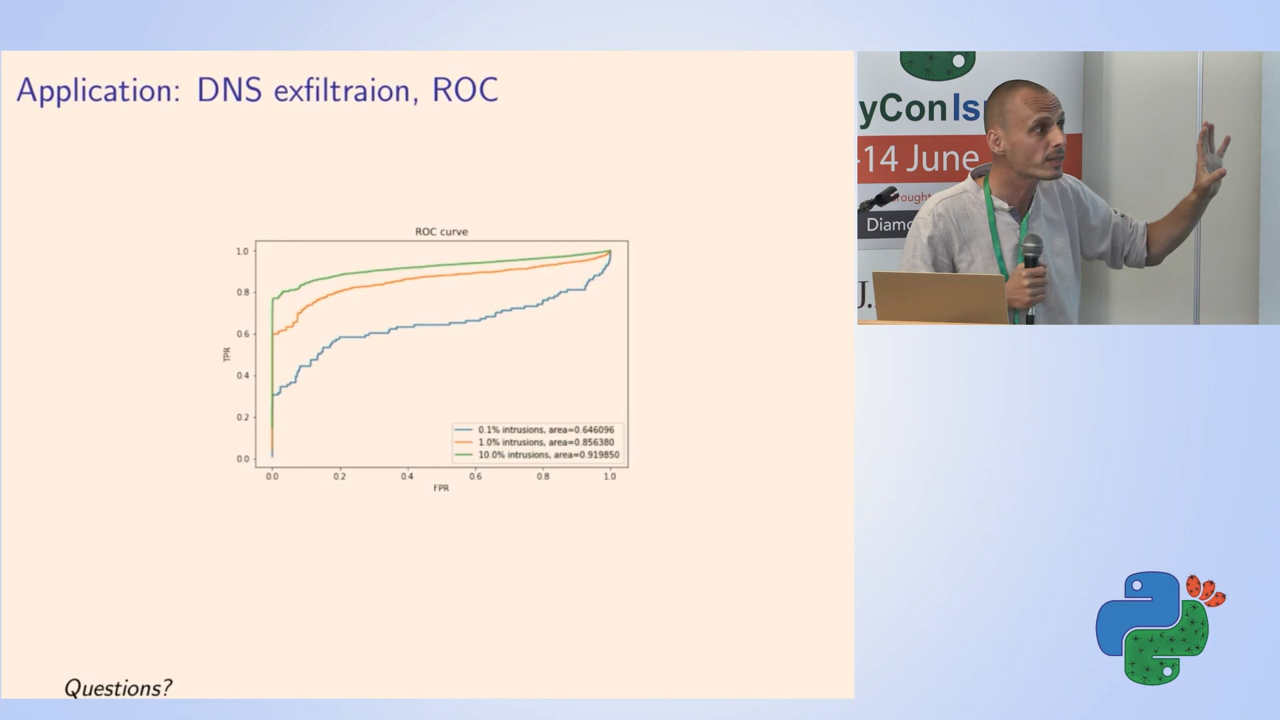 Application: DNS exfiltraion, ROC
ROC curve
1.0
0.8
0.6
0.4
0.2
0.0
TPR
0.0 0.2 0.4 0.6 0.8 1.0
FPR
0.1% intrusions, area=0.646096
1.0% intrusions, area=0.856380
10.0% intrusions, area=0.919850
Questions?
yConIsr
-14 June
rought
Diamo
J.